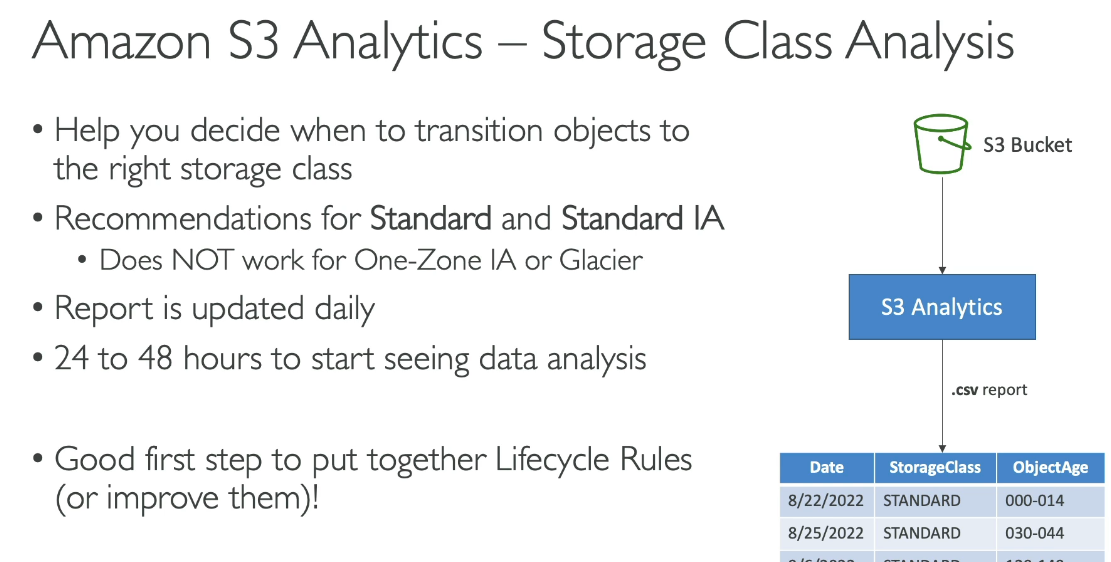 Amazon S3 Analytics – Storage Class Analysis
• Help you decide when to transition objects to
the right storage class
• Recommendations for Standard and Standard IA
• Does NOT work for One-Zone IA or Glacier
• Report is updated daily
• 24 to 48 hours to start seeing data analysis
• Good first step to put together Lifecycle Rules
(or improve them)!
S3 Bucket
S3 Analytics
.csv report
Date StorageClass ObjectAge
8/22/2022 STANDARD 000-014
8/25/2022 STANDARD 030-044